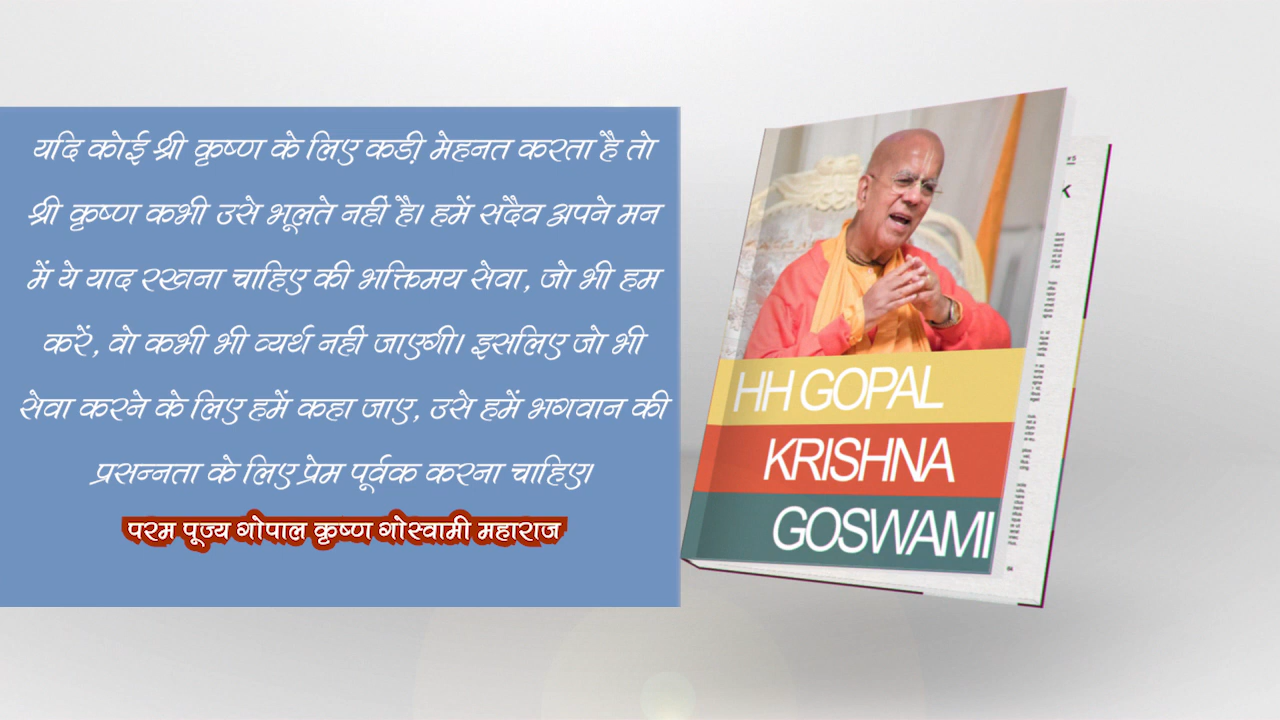 यदि कोई श्री कृष्ण के लिए कडी़ मेहनत करता है तो
श्री कृष्ण कभी उसे भूलते नहीं है। हमें सदैव अपने मन
में ये याद रखना चाहिए की भक्तिमय सेवा, जो भी हम
करें, वो कभी भी व्यर्थ नहीं जाएगी। इसलिए जो भी
सेवा करने के लिए हमें कहा जाए, उसे हमें भगवान की
प्रसन्नता के लिए प्रेम पूर्वक करना चाहिए।
परम पूज्य गोपाल कृष्ण गोस्वामी महाराज
HH GOPAL
KRISHNA
GOSWAMI